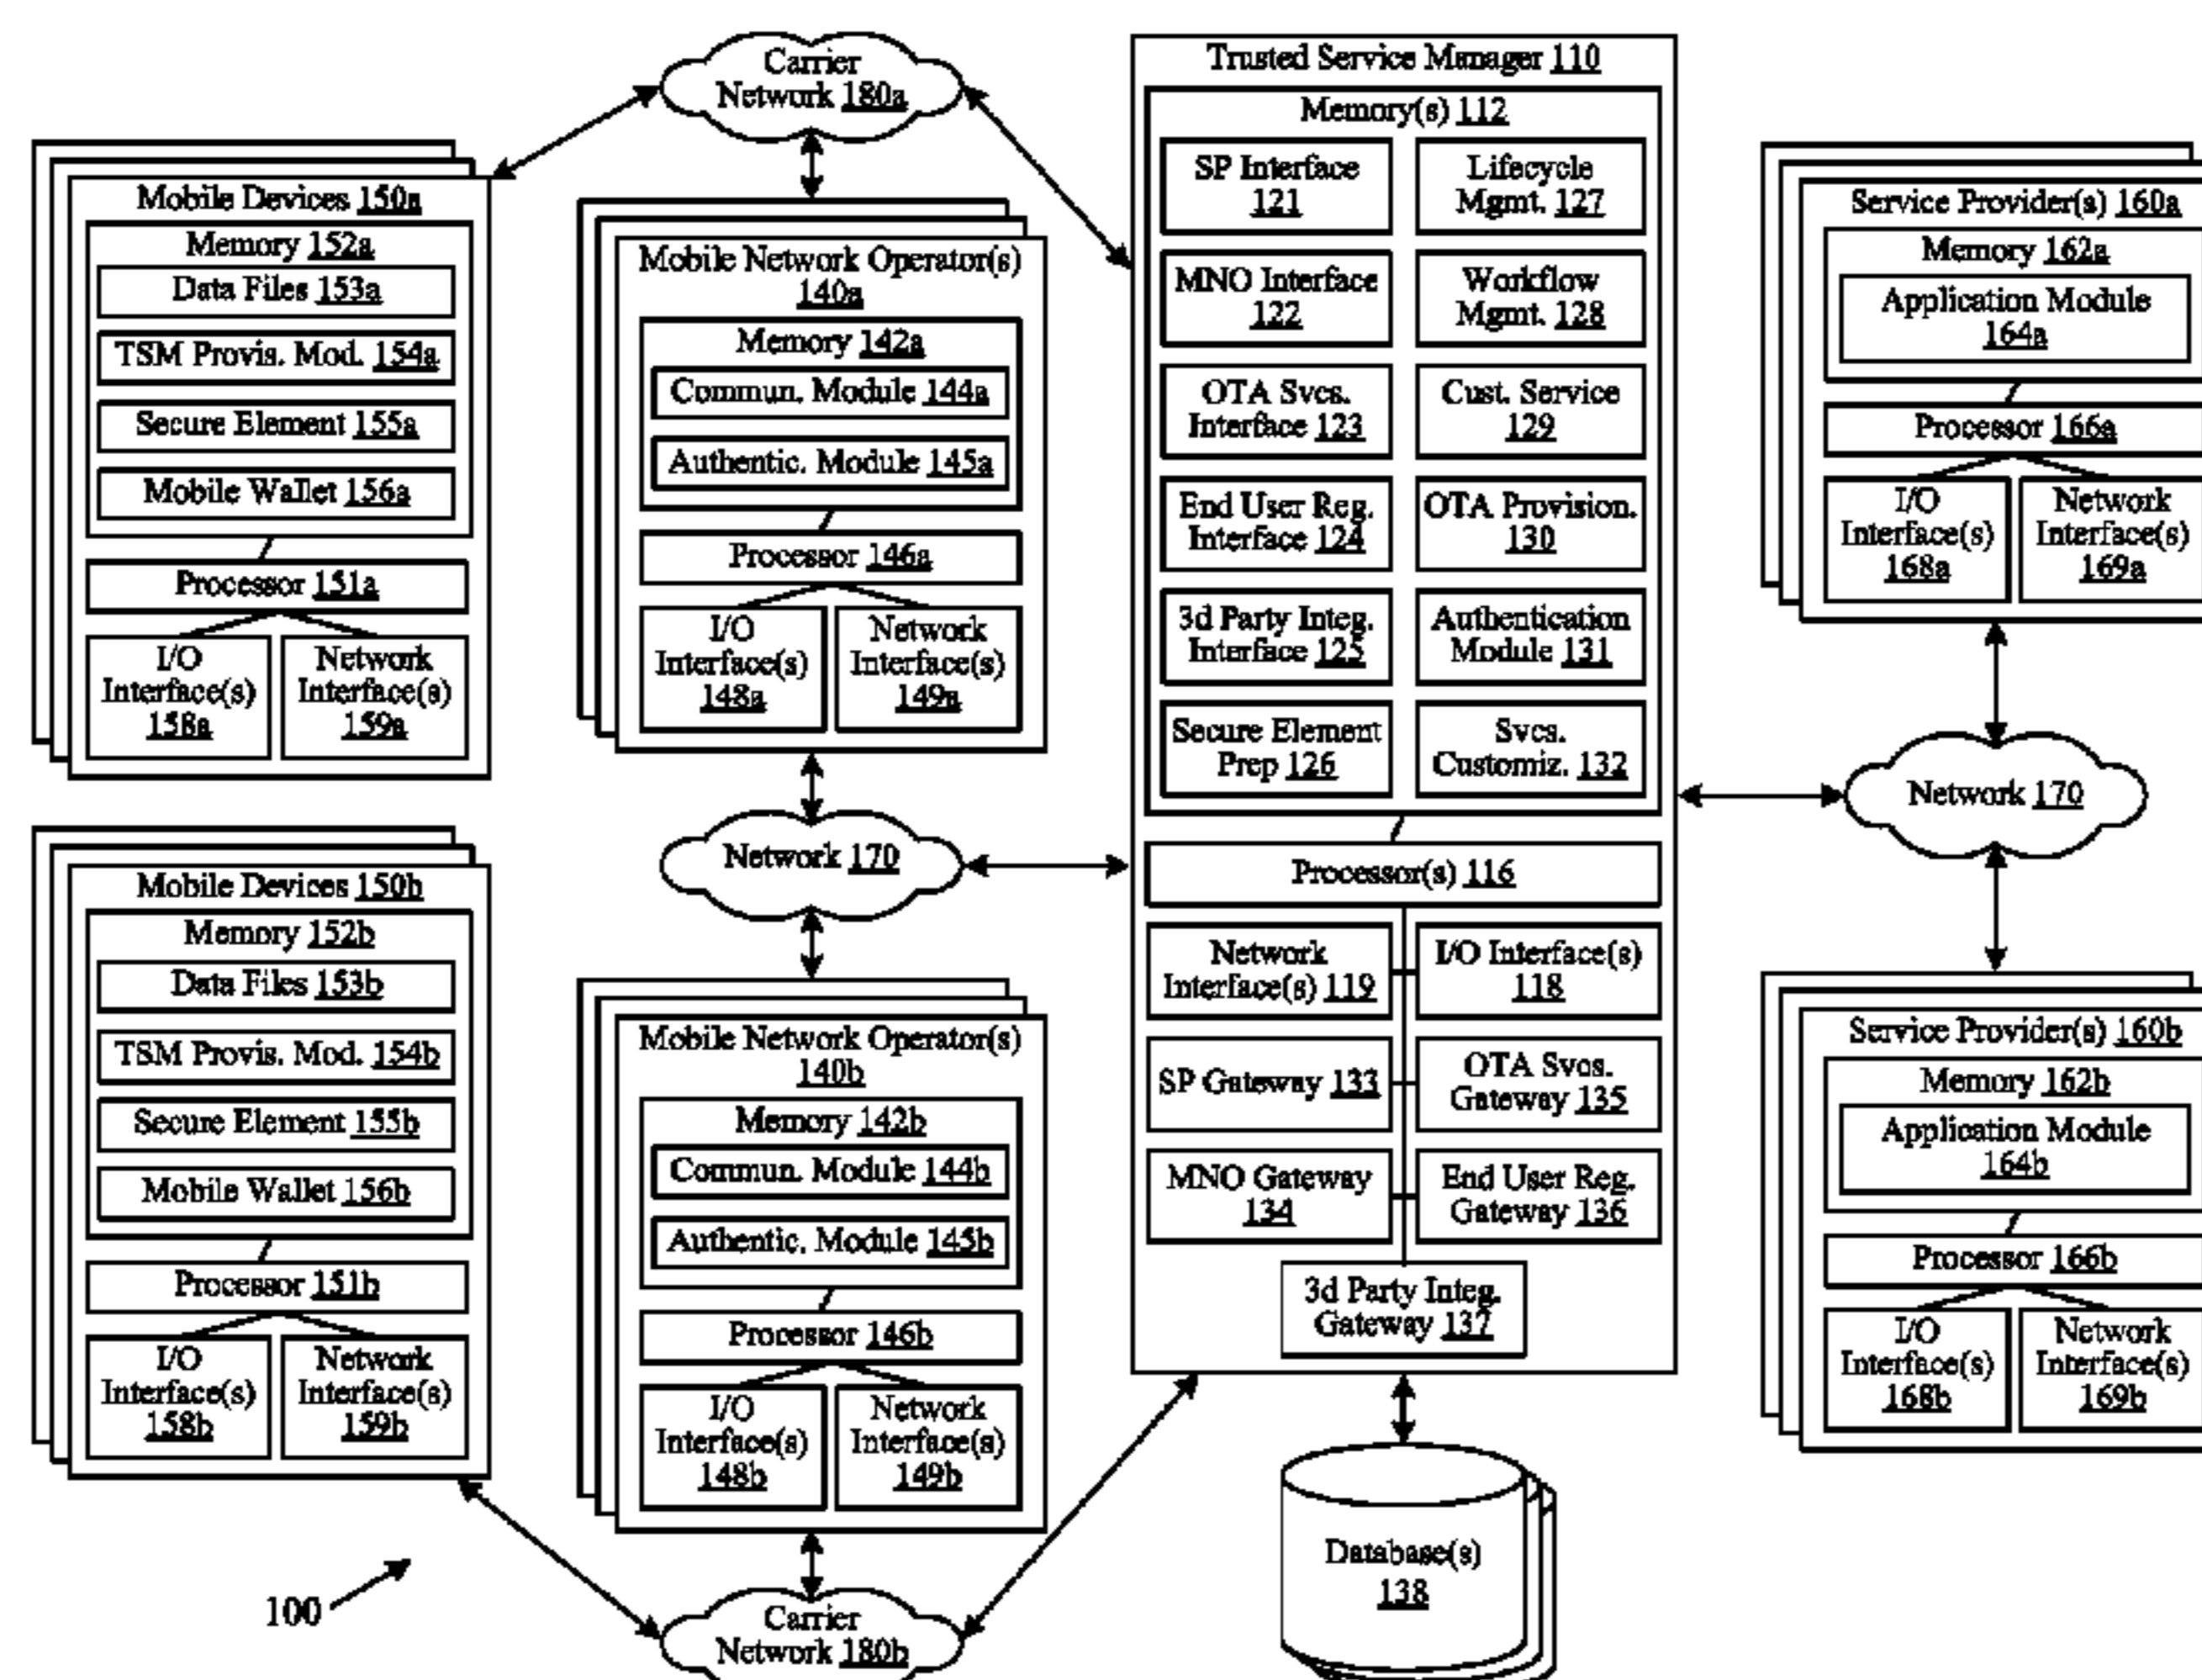 Carrier
Network 180a
Mobile Devices 150a
Memory 152a
Data Files 153a
TSM Provis. Mod. 154a
Secure Element 155a
Mobile Wallet 156a
Processor 151a
I/O
Interface(s)
158a
Network
Interface(s)
159a
Mobile Network Operator(s)
140a
Memory 142a
Commun. Module 144a
Authentic. Module 145a
Processor 146a
I/O
Interface(s)
148a
Network
Interface(s)
149a
Network 170
Mobile Devices 150b
Memory 152b
Data Files 153b
TSM Provis. Mod. 154b
Secure Element 155b
Mobile Wallet 156b
Processor 151b
I/O
Interface(s)
158b
Network
Interface(s)
159b
Mobile Network Operator(s)
140b
Memory 142b
Commun. Module 144b
Authentic. Module 145b
Processor 146b
I/O
Interface(s)
148b
Network
Interface(s)
149b
100
Carrier
Network 180b
Trusted Service Manager 110
Memory(s) 112
SP Interface
121
Lifecycle
Mgmt. 127
MNO Interface
122
Workflow
Mgmt. 128
OTA Svcs.
Interface 123
Cust. Service
129
End User Reg.
Interface 124
OTA Provision.
130
3d Party Integ.
Interface 125
Authentication
Module 131
Secure Element
Prep 126
Svcs.
Customiz. 132
Processor(s) 116
Network
Interface(s) 119
I/O Interface(s)
118
SP Gateway 133
OTA Svcs.
Gateway 135
MNO Gateway
134
End User Reg.
Gateway 136
3d Party Integ.
Gateway 137
Database(s)
138
Service Provider(s) 160a
Memory 162a
Application Module
164a
Processor 166a
I/O
Interface(s)
168a
Network
Interface(s)
169a
Network 170
Service Provider(s) 160b
Memory 162b
Application Module
164b
Processor 166b
I/O
Interface(s)
168b
Network
Interface(s)
169b